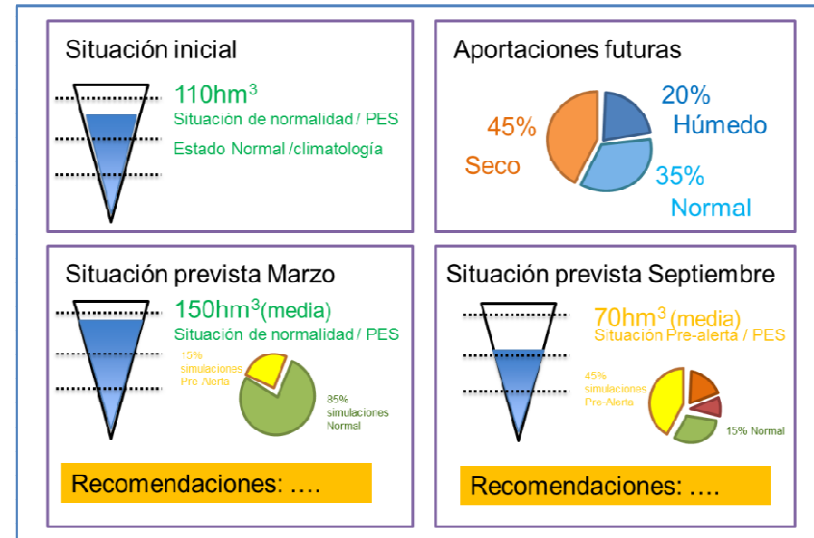 Situación inicial
110hm³
Situación de normalidad / PES
Estado Normal /climatología
Aportaciones futuras
45%
Seco
20%
Húmedo
35%
Normal
Situación prevista Marzo
150hm³(media)
Situación de normalidad / PES
15%
simulaciones
Pre-Alerta
85%
simulaciones
Normal
Recomendaciones: ....
Situación prevista Septiembre
70hm³ (media)
Situación Pre-alerta / PES
45%
simulaciones
Pre-Alerta
15% Normal
Recomendaciones: ....